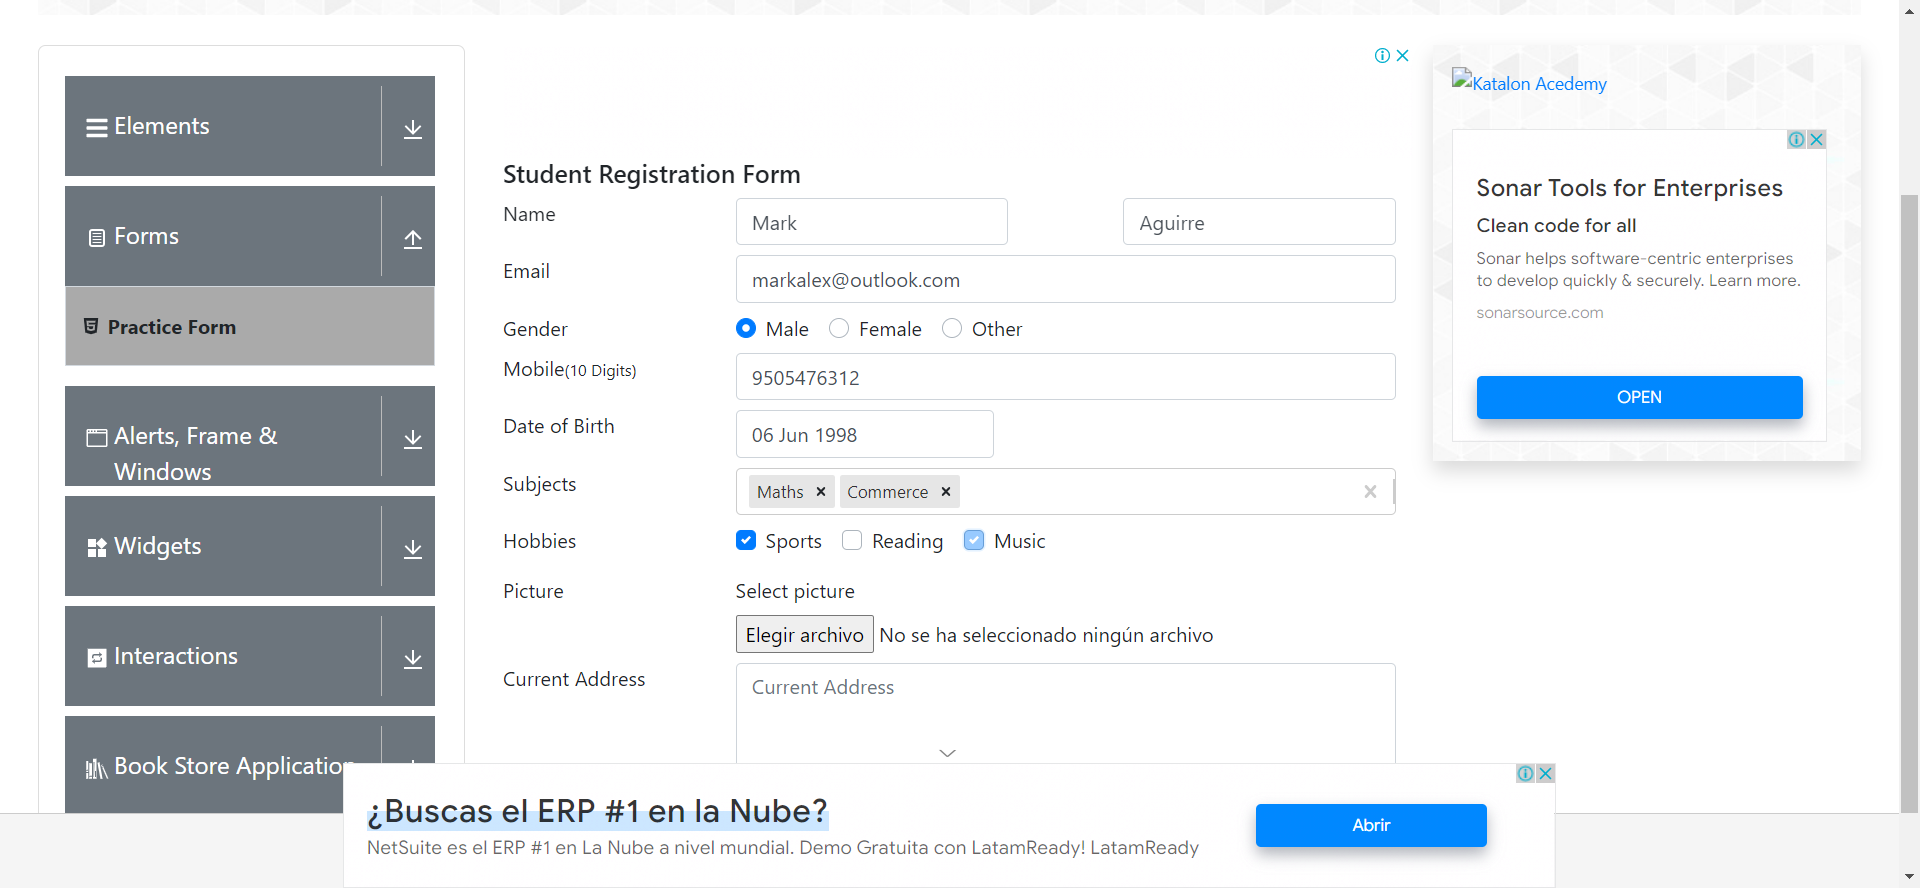 Elements
Forms
Practice Form
Alerts, Frame &
Windows
Widgets
Interactions
Book Store Application
Student Registration Form
Name
Mark
Aguirre
Email
markalex@outlook.com
Gender
Male
Female
Other
Mobile(10 Digits)
9505476312
Date of Birth
06 Jun 1998
Subjects
Maths
Commerce
Hobbies
Sports
Reading
Music
Picture
Select picture
Elegir archivo No se ha seleccionado ningún archivo
Current Address
Current Address
Katalon Acedemy
Sonar Tools for Enterprises
Clean code for all
Sonar helps software-centric enterprises
to develop quickly & securely. Learn more.
sonarsource.com
OPEN
¿Buscas el ERP #1 en la Nube?
NetSuite es el ERP #1 en La Nube a nivel mundial. Demo Gratuita con LatamReady! LatamReady
Abrir